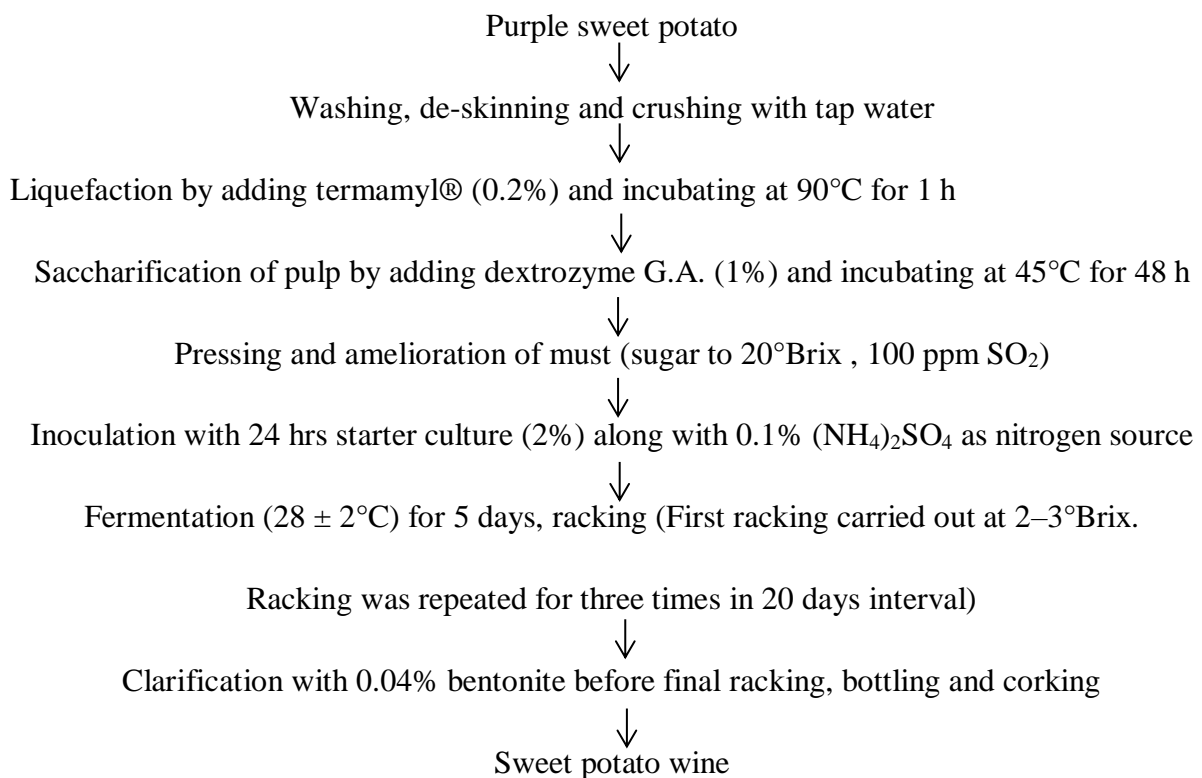 Purple sweet potato
Washing, de-skinning and crushing with tap water
Liquefaction by adding termamyl® (0.2%) and incubating at 90°C for 1 h
Saccharification of pulp by adding dextrozyme G.A. (1%) and incubating at 45°C for 48 h
Pressing and amelioration of must (sugar to 20°Brix , 100 ppm SO₂)
Inoculation with 24 hrs starter culture (2%) along with 0.1% (NH₄)₂SO₄ as nitrogen source
Fermentation (28 ± 2°C) for 5 days, racking (First racking carried out at 2–3°Brix.
Racking was repeated for three times in 20 days interval)
Clarification with 0.04% bentonite before final racking, bottling and corking
Sweet potato wine